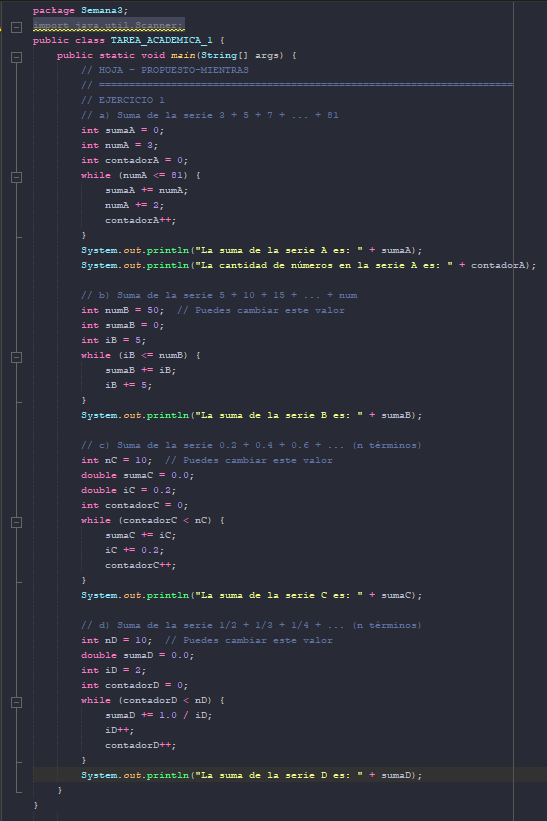 package Semana3;
import java.util.Scanner;
public class TAREA_ACADEMICA_1 {
public static void main(String[] args) {
// HOJA - PROPUESTO-MIENTRAS
// =====================================================================
// EJERCICIO 1
// a) Suma de la serie 3 + 5 + 7 + ... + 81
int sumaA = 0;
int numA = 3;
int contadorA = 0;
while (numA <= 81) {
sumaA += numA;
numA += 2;
contadorA++;
}
System.out.println("La suma de la serie A es: " + sumaA);
System.out.println("La cantidad de números en la serie A es: " + contadorA);
// b) Suma de la serie 5 + 10 + 15 + ... + num
int numB = 50;  // Puedes cambiar este valor
int sumaB = 0;
int iB = 5;
while (iB <= numB) {
sumaB += iB;
iB += 5;
}
System.out.println("La suma de la serie B es: " + sumaB);
// c) Suma de la serie 0.2 + 0.4 + 0.6 + ... (n términos)
int nC = 10;  // Puedes cambiar este valor
double sumaC = 0.0;
double iC = 0.2;
int contadorC = 0;
while (contadorC < nC) {
sumaC += iC;
iC += 0.2;
contadorC++;
}
System.out.println("La suma de la serie C es: " + sumaC);
// d) Suma de la serie 1/2 + 1/3 + 1/4 + ... (n términos)
int nD = 10;  // Puedes cambiar este valor
double sumaD = 0.0;
int iD = 2;
int contadorD = 0;
while (contadorD < nD) {
sumaD += 1.0 / iD;
iD++;
contadorD++;
}
System.out.println("La suma de la serie D es: " + sumaD);
}
}